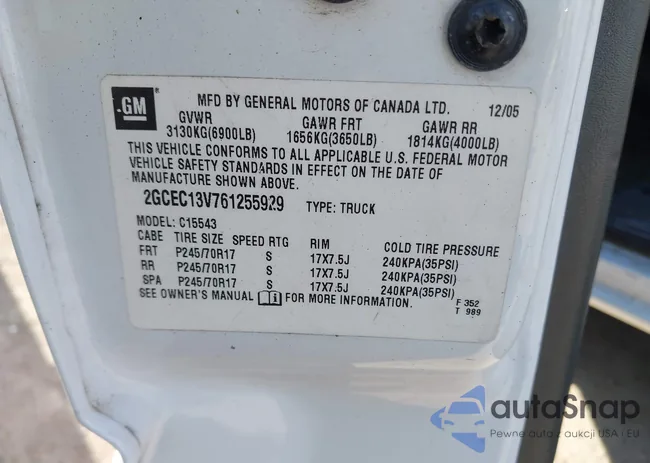 GM
MFD BY GENERAL MOTORS OF CANADA LTD. 12/05
GVWR GAWR FRT GAWR RR
3130KG(6900LB) 1656KG(3650LB) 1814KG(4000LB)
THIS VEHICLE CONFORMS TO ALL APPLICABLE U.S. FEDERAL MOTOR
VEHICLE SAFETY STANDARDS IN EFFECT ON THE DATE OF
MANUFACTURE SHOWN ABOVE
2GCEC13V761255929 TYPE: TRUCK
MODEL: C15543
CABE TIRE SIZE SPEED RTG RIM COLD TIRE PRESSURE
FRT P245/70R17 S 17X7.5J 240KPA(35PSI)
RR P245/70R17 S 17X7.5J 240KPA(35PSI)
SPA P245/70R17 S 17X7.5J 240KPA(35PSI)
SEE OWNER'S MANUAL FOR MORE INFORMATION.
F 352
T 989
autoSnap
Pewne auta z aukcji USA i EU